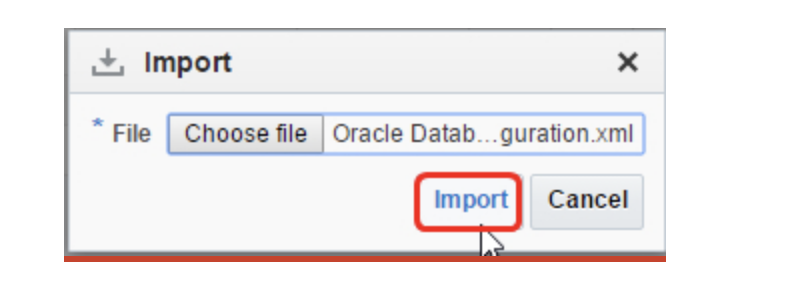 Import
* File Choose file Oracle Datab...guration.xml
Import Cancel